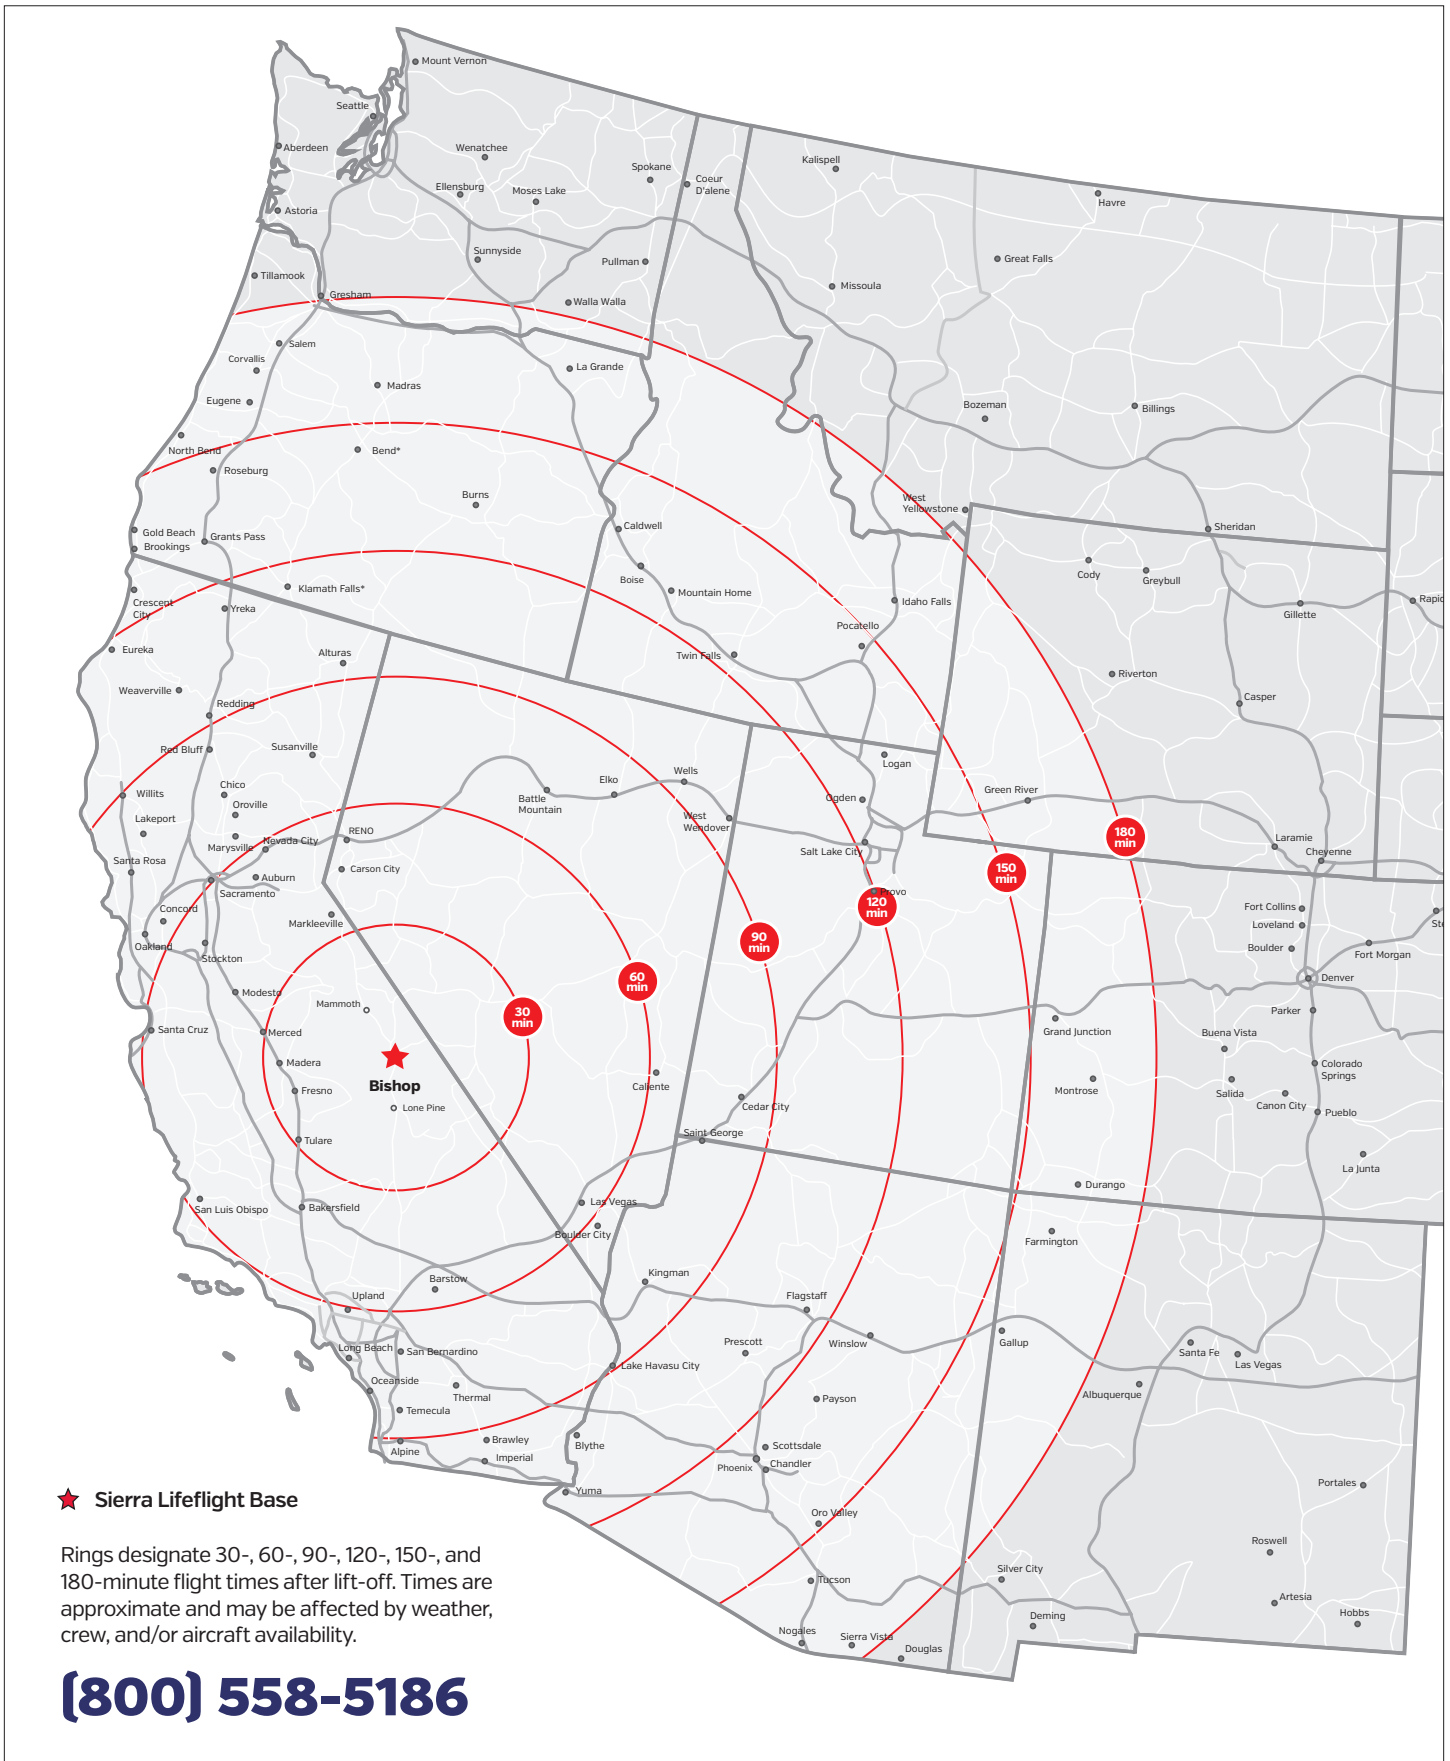 Mount Vernon
Seattle
Aberdeen
Wenatchee
Spokane
Coeur
D'alene
Kalispell
Havre
Ellensburg
Moses Lake
Astoria
Sunnyside
Pullman
Great Falls
Tillamook
Missoula
Gresham
Walla Walla
Salem
Corvallis
La Grande
Madras
Eugene
Bozeman
Billings
North Bend
Bend*
Roseburg
Burns
West
Yellowstone
Gold Beach
Grants Pass
Caldwell
Sheridan
Brookings
Boise
Cody
Greybull
Klamath Falls*
Mountain Home
Idaho Falls
Crescent
City
Yreka
Gillette
Rapid
Pocatello
Eureka
Alturas
Twin Falls
Riverton
Weaverville
Redding
Casper
Red Bluff
Susanville
Logan
Wells
Elko
Chico
Willits
Battle
Mountain
Ogden
Green River
Oroville
Lakeport
West
Wendover
RENO
180
min
Marysville
Nevada City
Salt Lake City
Laramie
Cheyenne
Santa Rosa
Carson City
150
min
Auburn
Sacramento
Provo
120
min
Concord
Markleeville
Fort Collins
Loveland
90
min
Oakland
Boulder
Fort Morgan
Ste
Stockton
60
min
Denver
Modesto
Mammoth
30
min
Parker
Santa Cruz
Merced
Grand Junction
Buena Vista
Madera
Colorado
Springs
Bishop
Fresno
Caliente
Montrose
Salida
Canon City
Lone Pine
Cedar City
Pueblo
Tulare
Saint George
La Junta
Durango
San Luis Obispo
Bakersfield
Las Vegas
Boulder City
Farmington
Kingman
Barstow
Upland
Flagstaff
Long Beach
San Bernardino
Prescott
Winslow
Gallup
Santa Fe
Las Vegas
Lake Havasu City
Oceanside
Thermal
Albuquerque
Payson
Temecula
Alpine
Brawley
Blythe
Scottsdale
Imperial
Phoenix
Chandler
Portales
Yuma
Sierra Lifeflight Base
Oro Valley
Roswell
Rings designate 30-, 60-, 90-, 120-, 150-, and
180-minute flight times after lift-off. Times are
approximate and may be affected by weather,
crew, and/or aircraft availability.
Silver City
Tucson
Artesia
Deming
Hobbs
Nogales
Sierra Vista
Douglas
(800) 558-5186